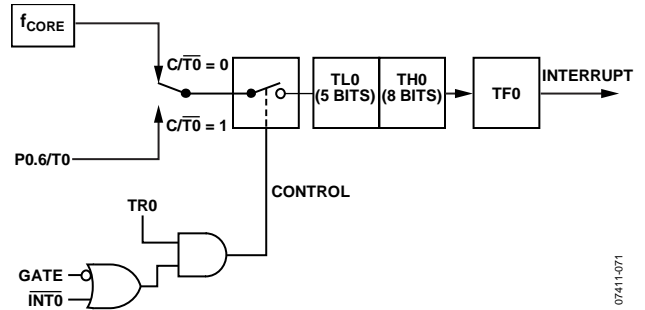 fCORE
C/T0 = 0
C/T0 = 1
P0.6/T0
TL0
(5 BITS)
TH0
(8 BITS)
TF0
INTERRUPT
CONTROL
TR0
GATE
INT0
07411-071